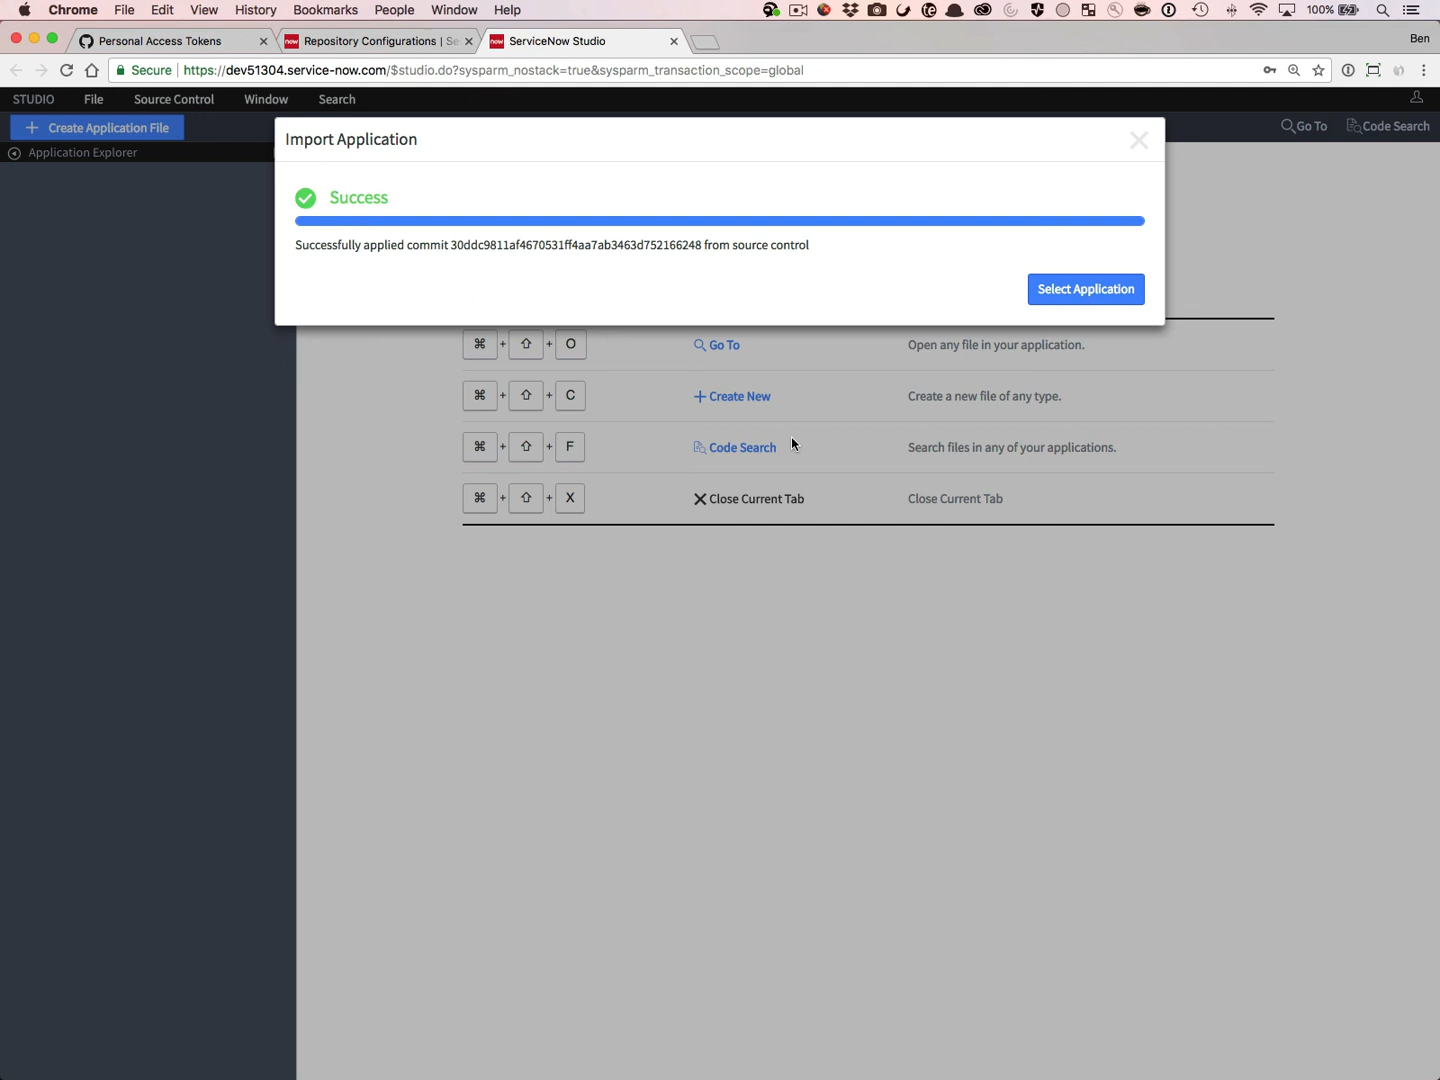 Chrome File Edit View History Bookmarks People Window Help 100%
Personal Access Tokens Repository Configurations | Se ServiceNow Studio Ben
Secure https://dev51304.service-now.com/$studio.do?sysparm_nostack=true&sysparm_transaction_scope=global
STUDIO File Source Control Window Search
Create Application File Go To Code Search
Application Explorer
Import Application
Success
Successfully applied commit 30ddc9811af4670531ff4aa7ab3463d752166248 from source control
Select Application
⌘ + ⇧ + O Go To Open any file in your application.
⌘ + ⇧ + C Create New Create a new file of any type.
⌘ + ⇧ + F Code Search Search files in any of your applications.
⌘ + ⇧ + X Close Current Tab Close Current Tab